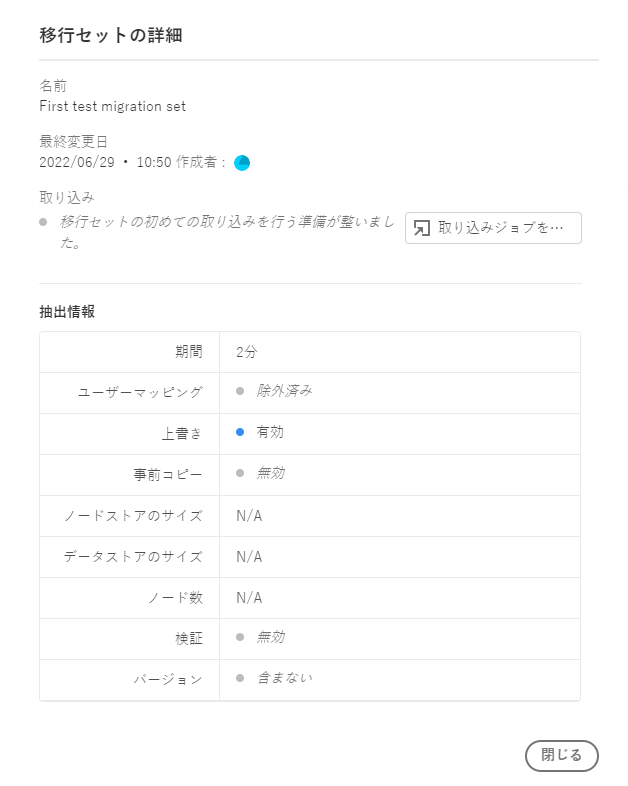 移行セットの詳細
名前
First test migration set
最終変更日
2022/06/29 • 10:50 作成者：
取り込み
移行セットの初めての取り込みを行う準備が整いまし
た。
取り込みジョブを…
抽出情報
期間 2分
ユーザーマッピング 除外済み
上書き 有効
事前コピー 無効
ノードストアのサイズ N/A
データストアのサイズ N/A
ノード数 N/A
検証 無効
バージョン 含まない
閉じる